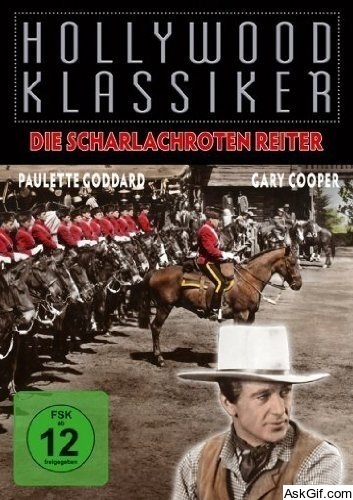 HOLLYWOOD
KLASSIKER
DIE SCHARLACHROTEN REITER
PAULETTE GODDARD GARY COOPER
FSK
ab
12
freigegeben
AskGif.com